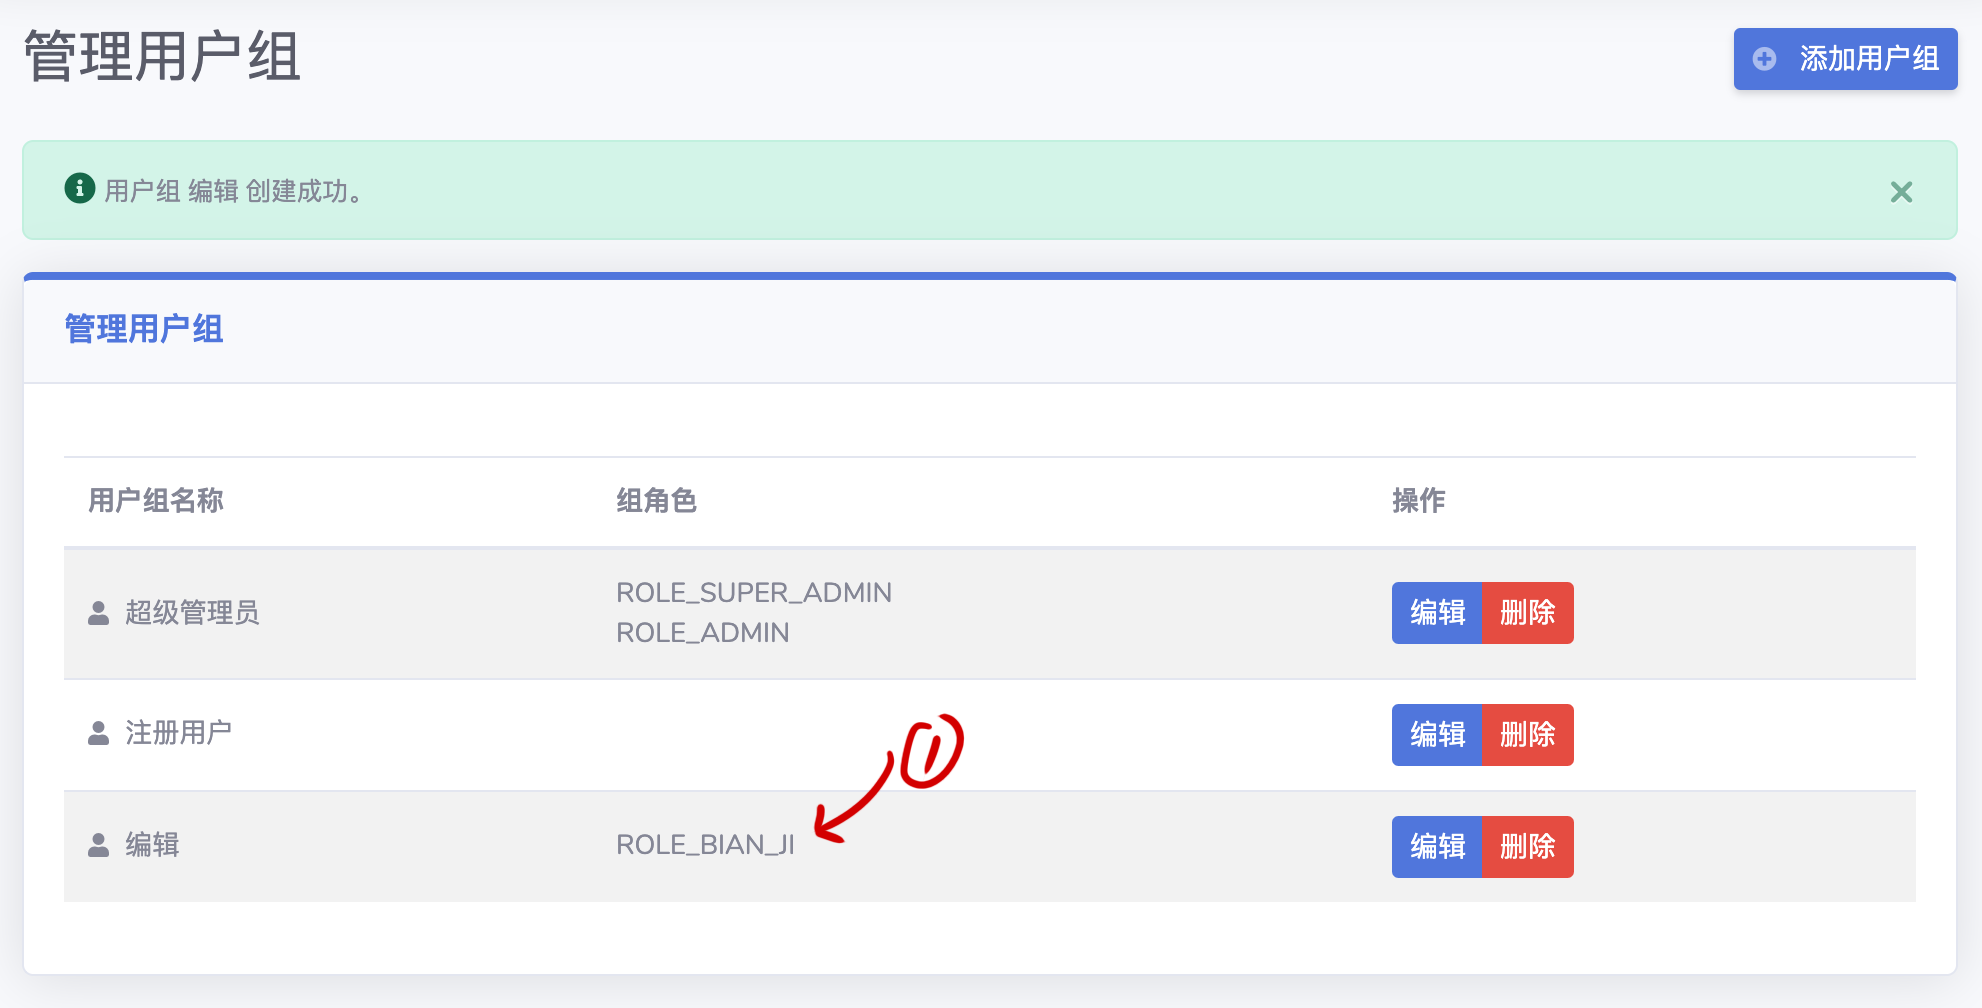 管理用户组
添加用户组
用户组 编辑 创建成功。
管理用户组
用户组名称 组角色 操作
超级管理员 ROLE_SUPER_ADMIN ROLE_ADMIN 编辑 删除
注册用户 编辑 删除
①
编辑 ROLE_BIAN_JI 编辑 删除